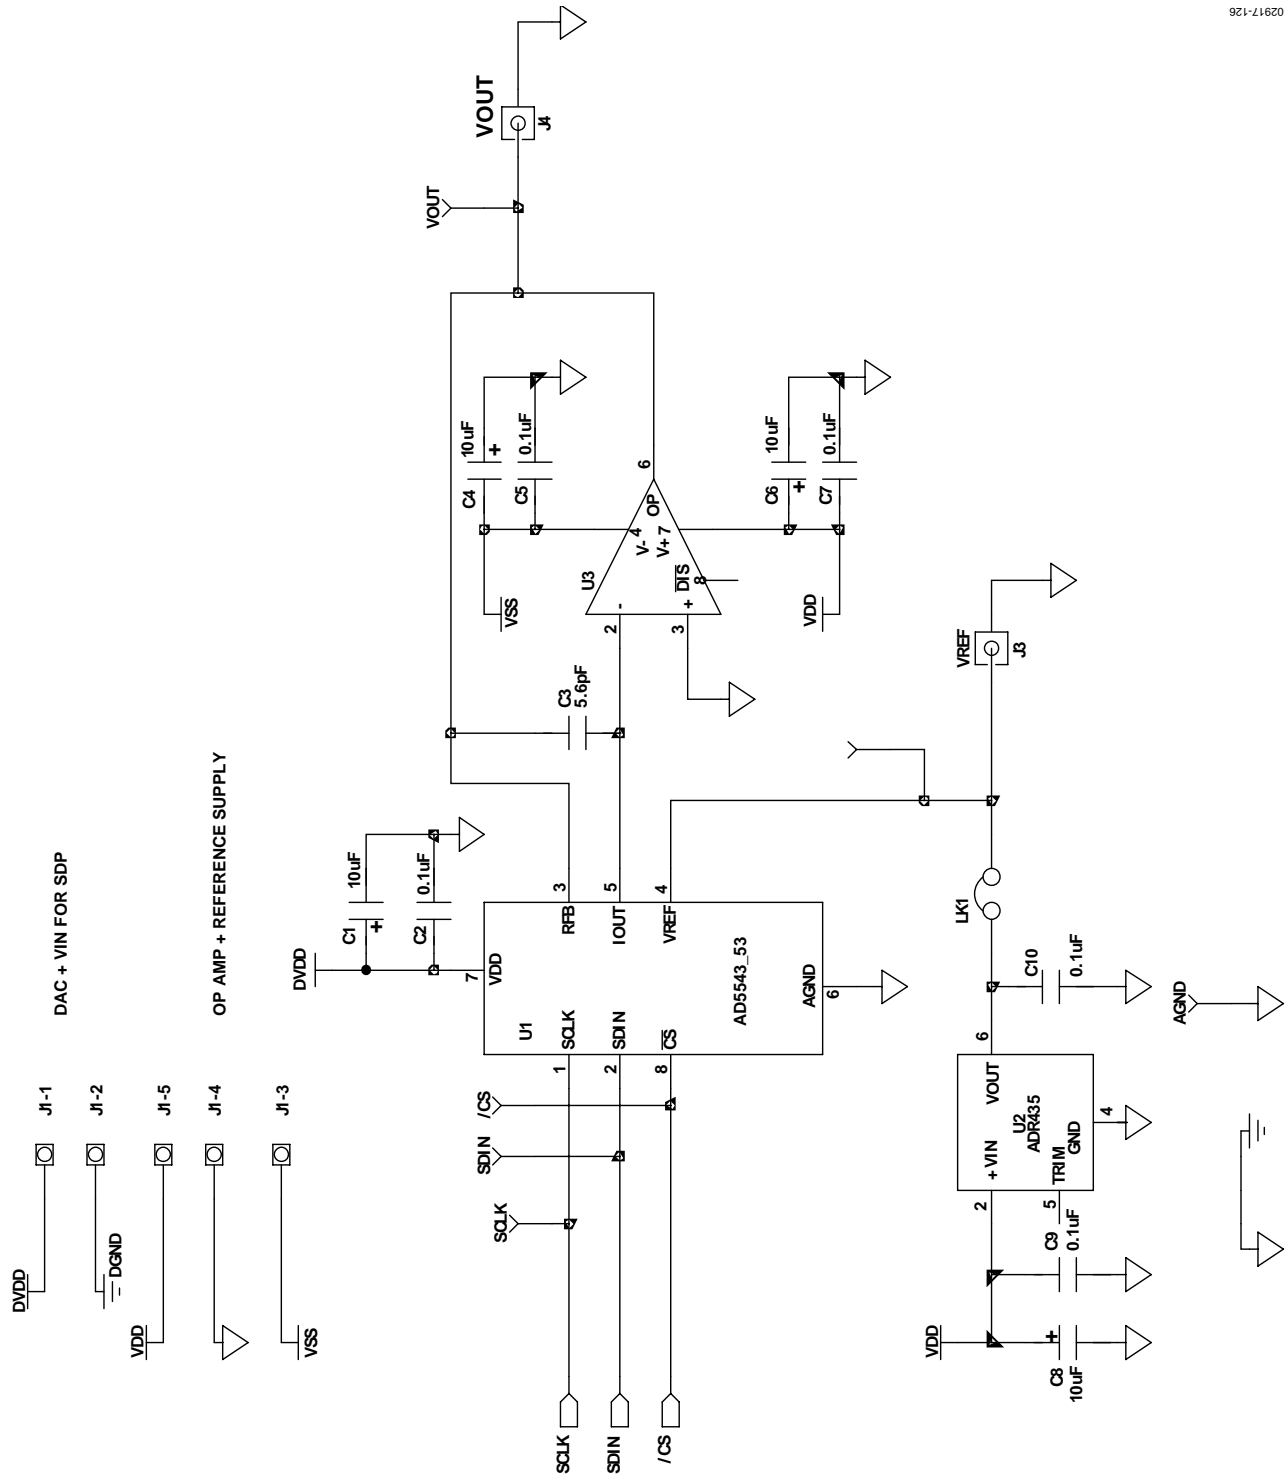 02917-126
VOUT
J4
VOUT
10uF
+
C4
0.1uF
C5
10uF
+
C6
0.1uF
C7
6
OP
V- 4
V+ 7
DIS
8
U3
-
+
2
3
VSS
VDD
VREF
J3
C3
5.6pF
DAC + VIN FOR SDP
OP AMP + REFERENCE SUPPLY
10uF
+
C1
0.1uF
C2
DVDD
7
VDD
3
RFB
5
IOUT
4
VREF
U1
AD5543_53
AGND
6
SCLK
1
SDIN
2
CS
8
LK1
C10
0.1uF
AGND
J1-1
J1-2
J1-5
J1-4
J1-3
/CS
SDIN
SCLK
6
VOUT
U2
ADR435
GND
4
+VIN
TRIM
2
5
C9
0.1uF
DVDD
DGND
VDD
VSS
VDD
+
C8
10uF
SCLK
SDIN
/CS